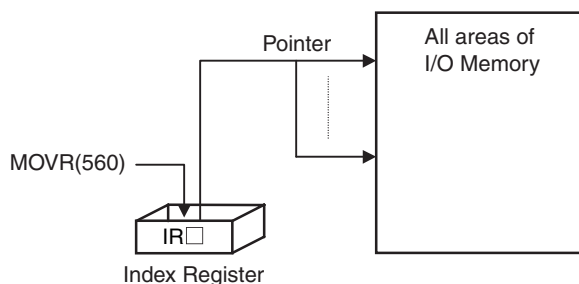 Pointer
All areas of
I/O Memory
MOVR(560)
IR□
Index Register